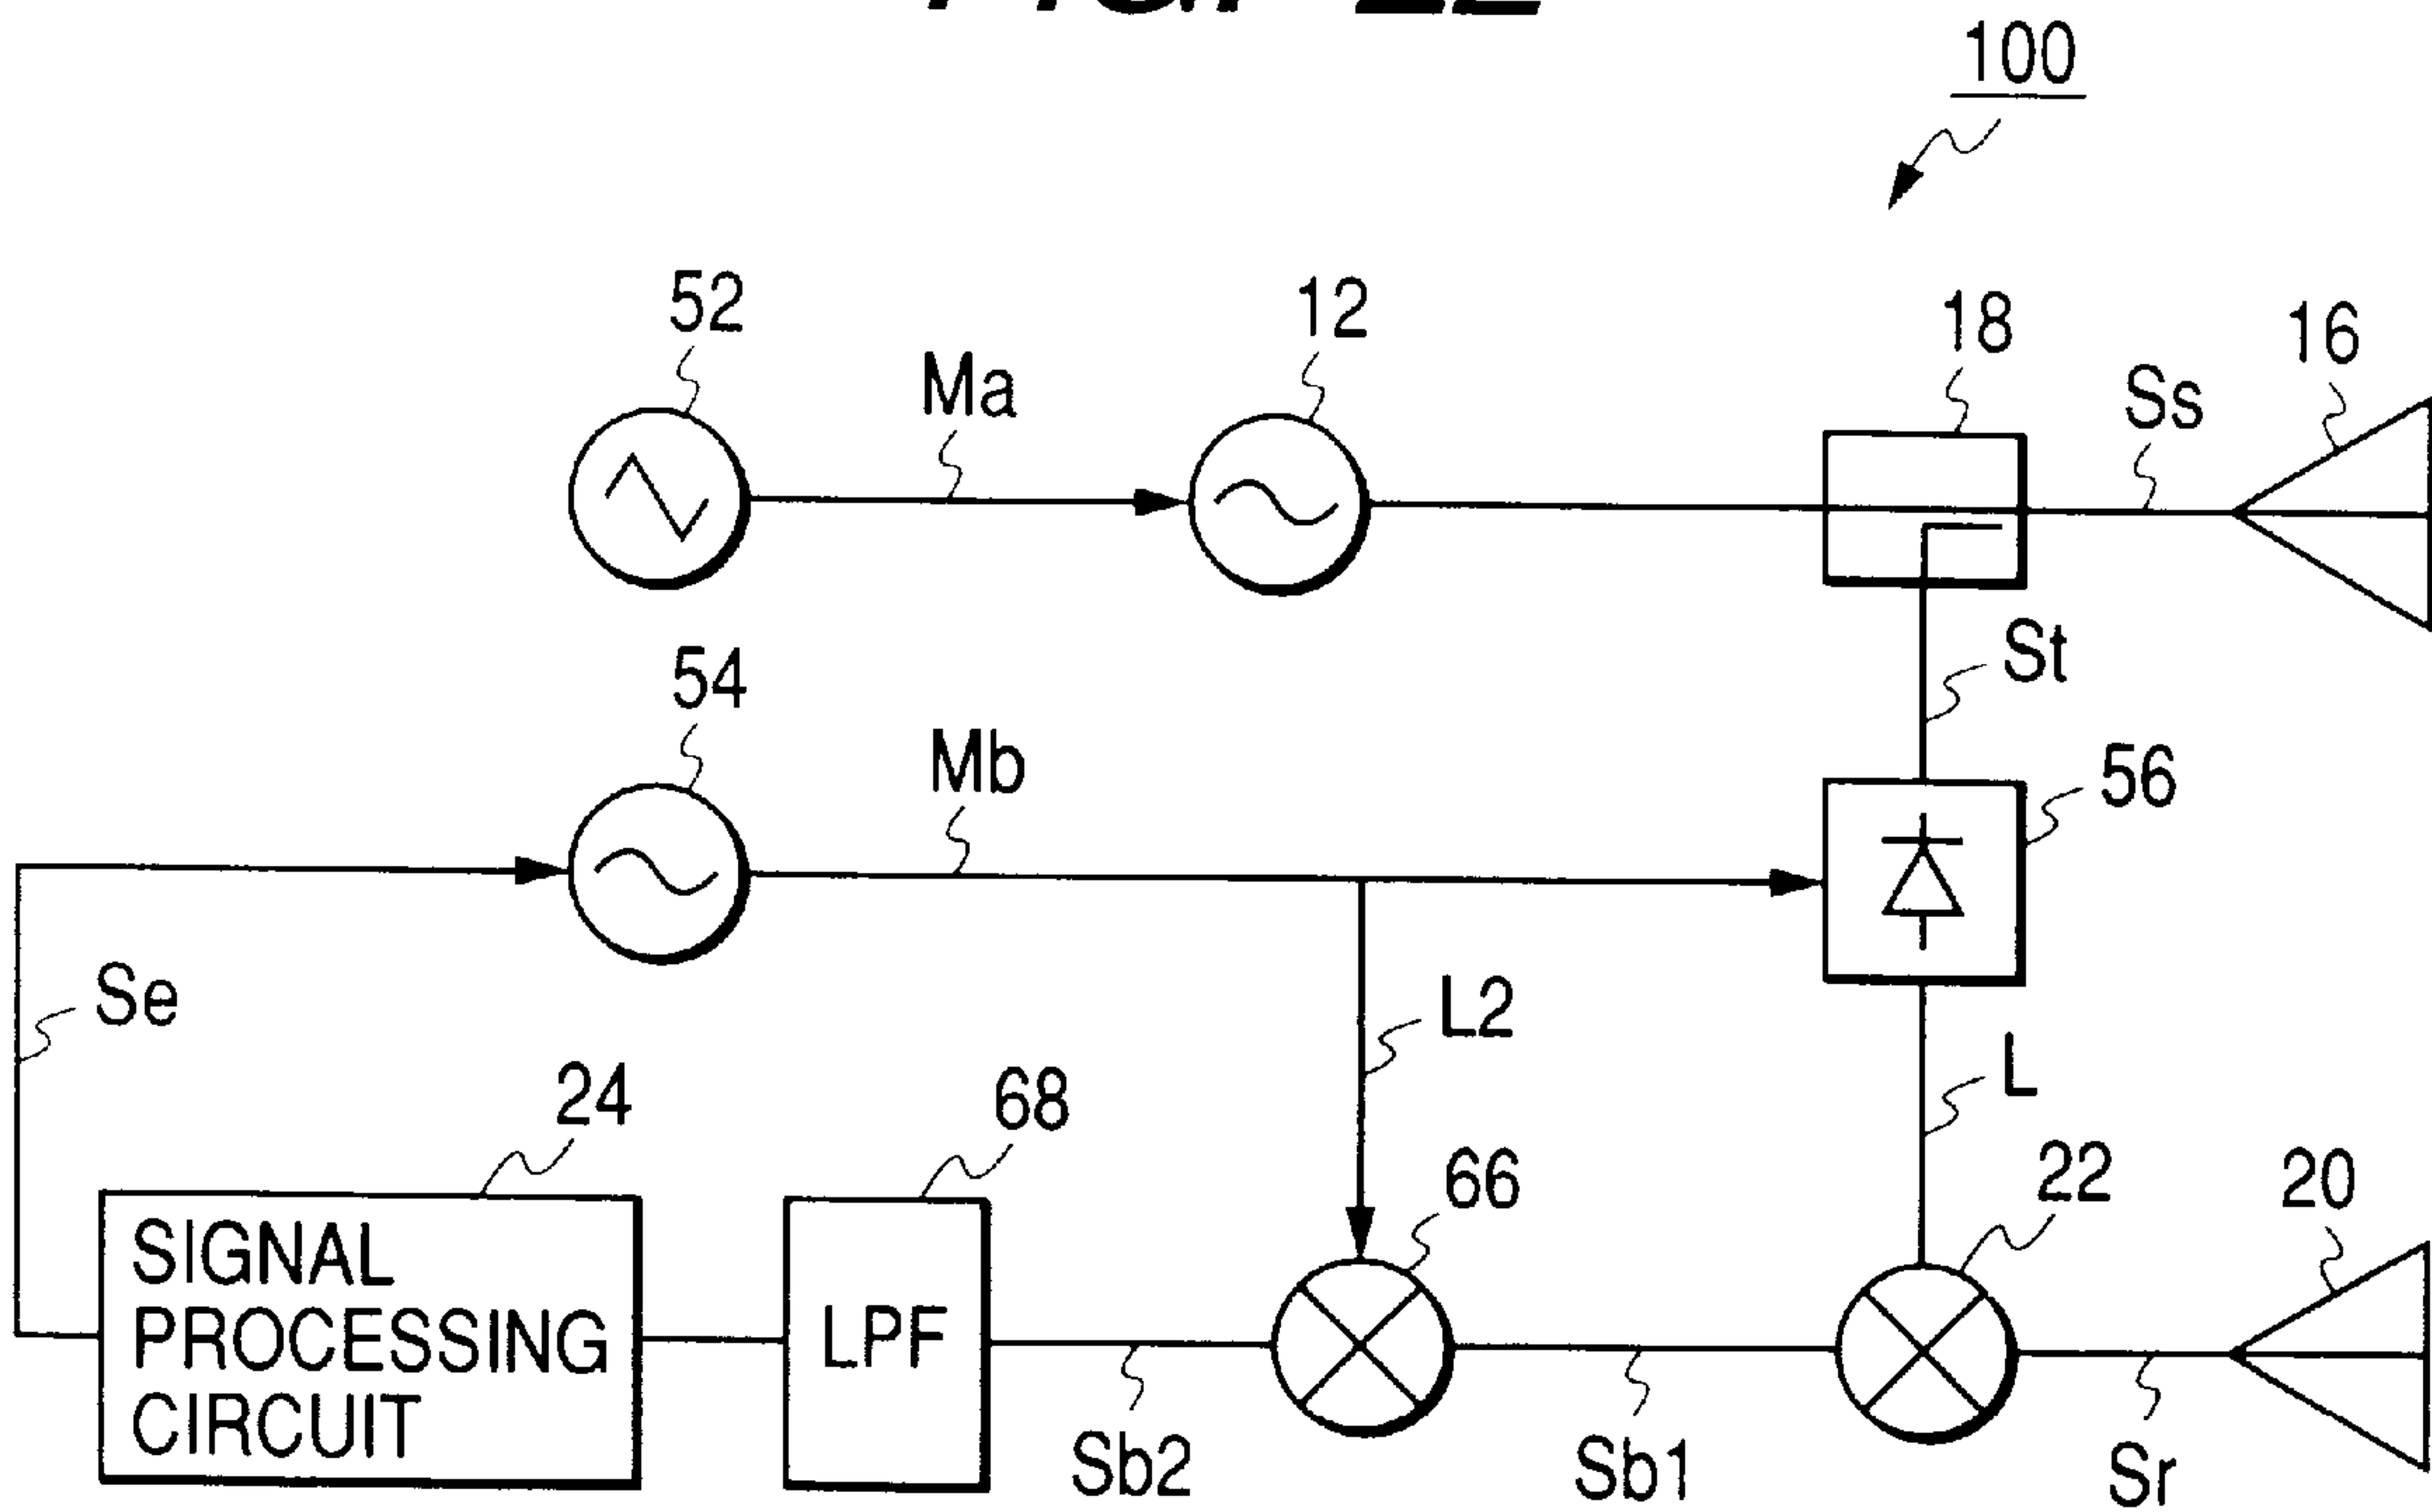 100
52
12
18
16
Ma
Ss
54
St
Mb
56
Se
L2
L
24
68
66
22
20
SIGNAL
PROCESSING
CIRCUIT
LPF
Sb2
Sb1
Sr